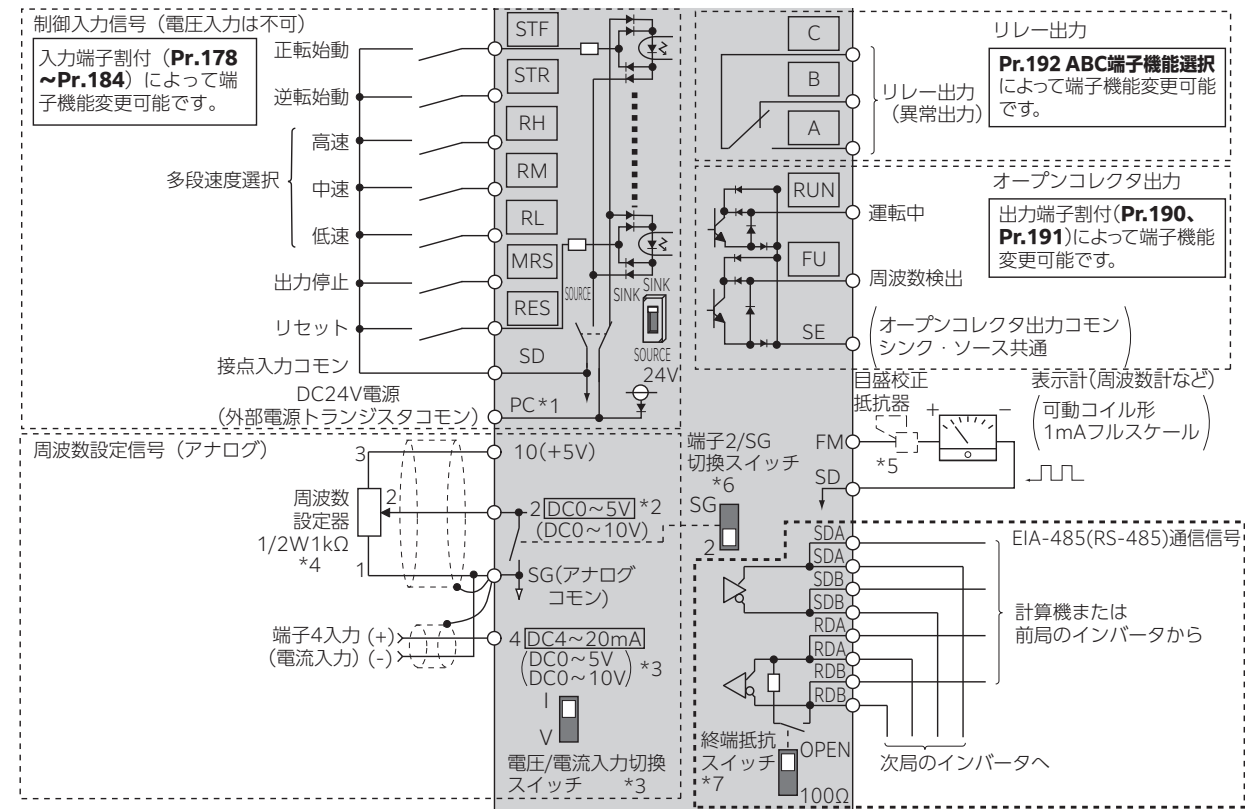 制御入力信号（電圧入力は不可）
入力端子割付（Pr.178
～Pr.184）によって端
子機能変更可能です。
正転始動
逆転始動
高速
多段速度選択
中速
低速
出力停止
リセット
接点入力コモン
DC24V電源
(外部電源トランジスタコモン)
STF
STR
RH
RM
RL
MRS
RES
SD
PC*1
SOURCE
SINK
SINK
SOURCE
24V
C
B
A
リレー出力
(異常出力)
リレー出力
Pr.192 ABC端子機能選択
によって端子機能変更可能
です。
オープンコレクタ出力
出力端子割付(Pr.190、
Pr.191)によって端子機能
変更可能です。
RUN
運転中
FU
周波数検出
SE
オープンコレクタ出力コモン
シンク・ソース共通
目盛校正
抵抗器
*5
表示計(周波数計など)
可動コイル形
1mAフルスケール
+
−
FM
SD
周波数設定信号（アナログ）
3
2
1
周波数
設定器
1/2W1kΩ
*4
10(+5V)
2 DC0～5V *2
(DC0～10V)
SG(アナログ
コモン)
端子4入力 (+)
(電流入力) (-)
4 DC4～20mA
(DC0～5V
DC0～10V) *3
I
V
電圧/電流入力切換
スイッチ *3
端子2/SG
切換スイッチ
*6
SG
2
SDA
SDA
SDB
SDB
RDA
RDA
RDB
RDB
EIA-485(RS-485)通信信号
計算機または
前局のインバータから
次局のインバータへ
終端抵抗
スイッチ
*7
OPEN
100Ω